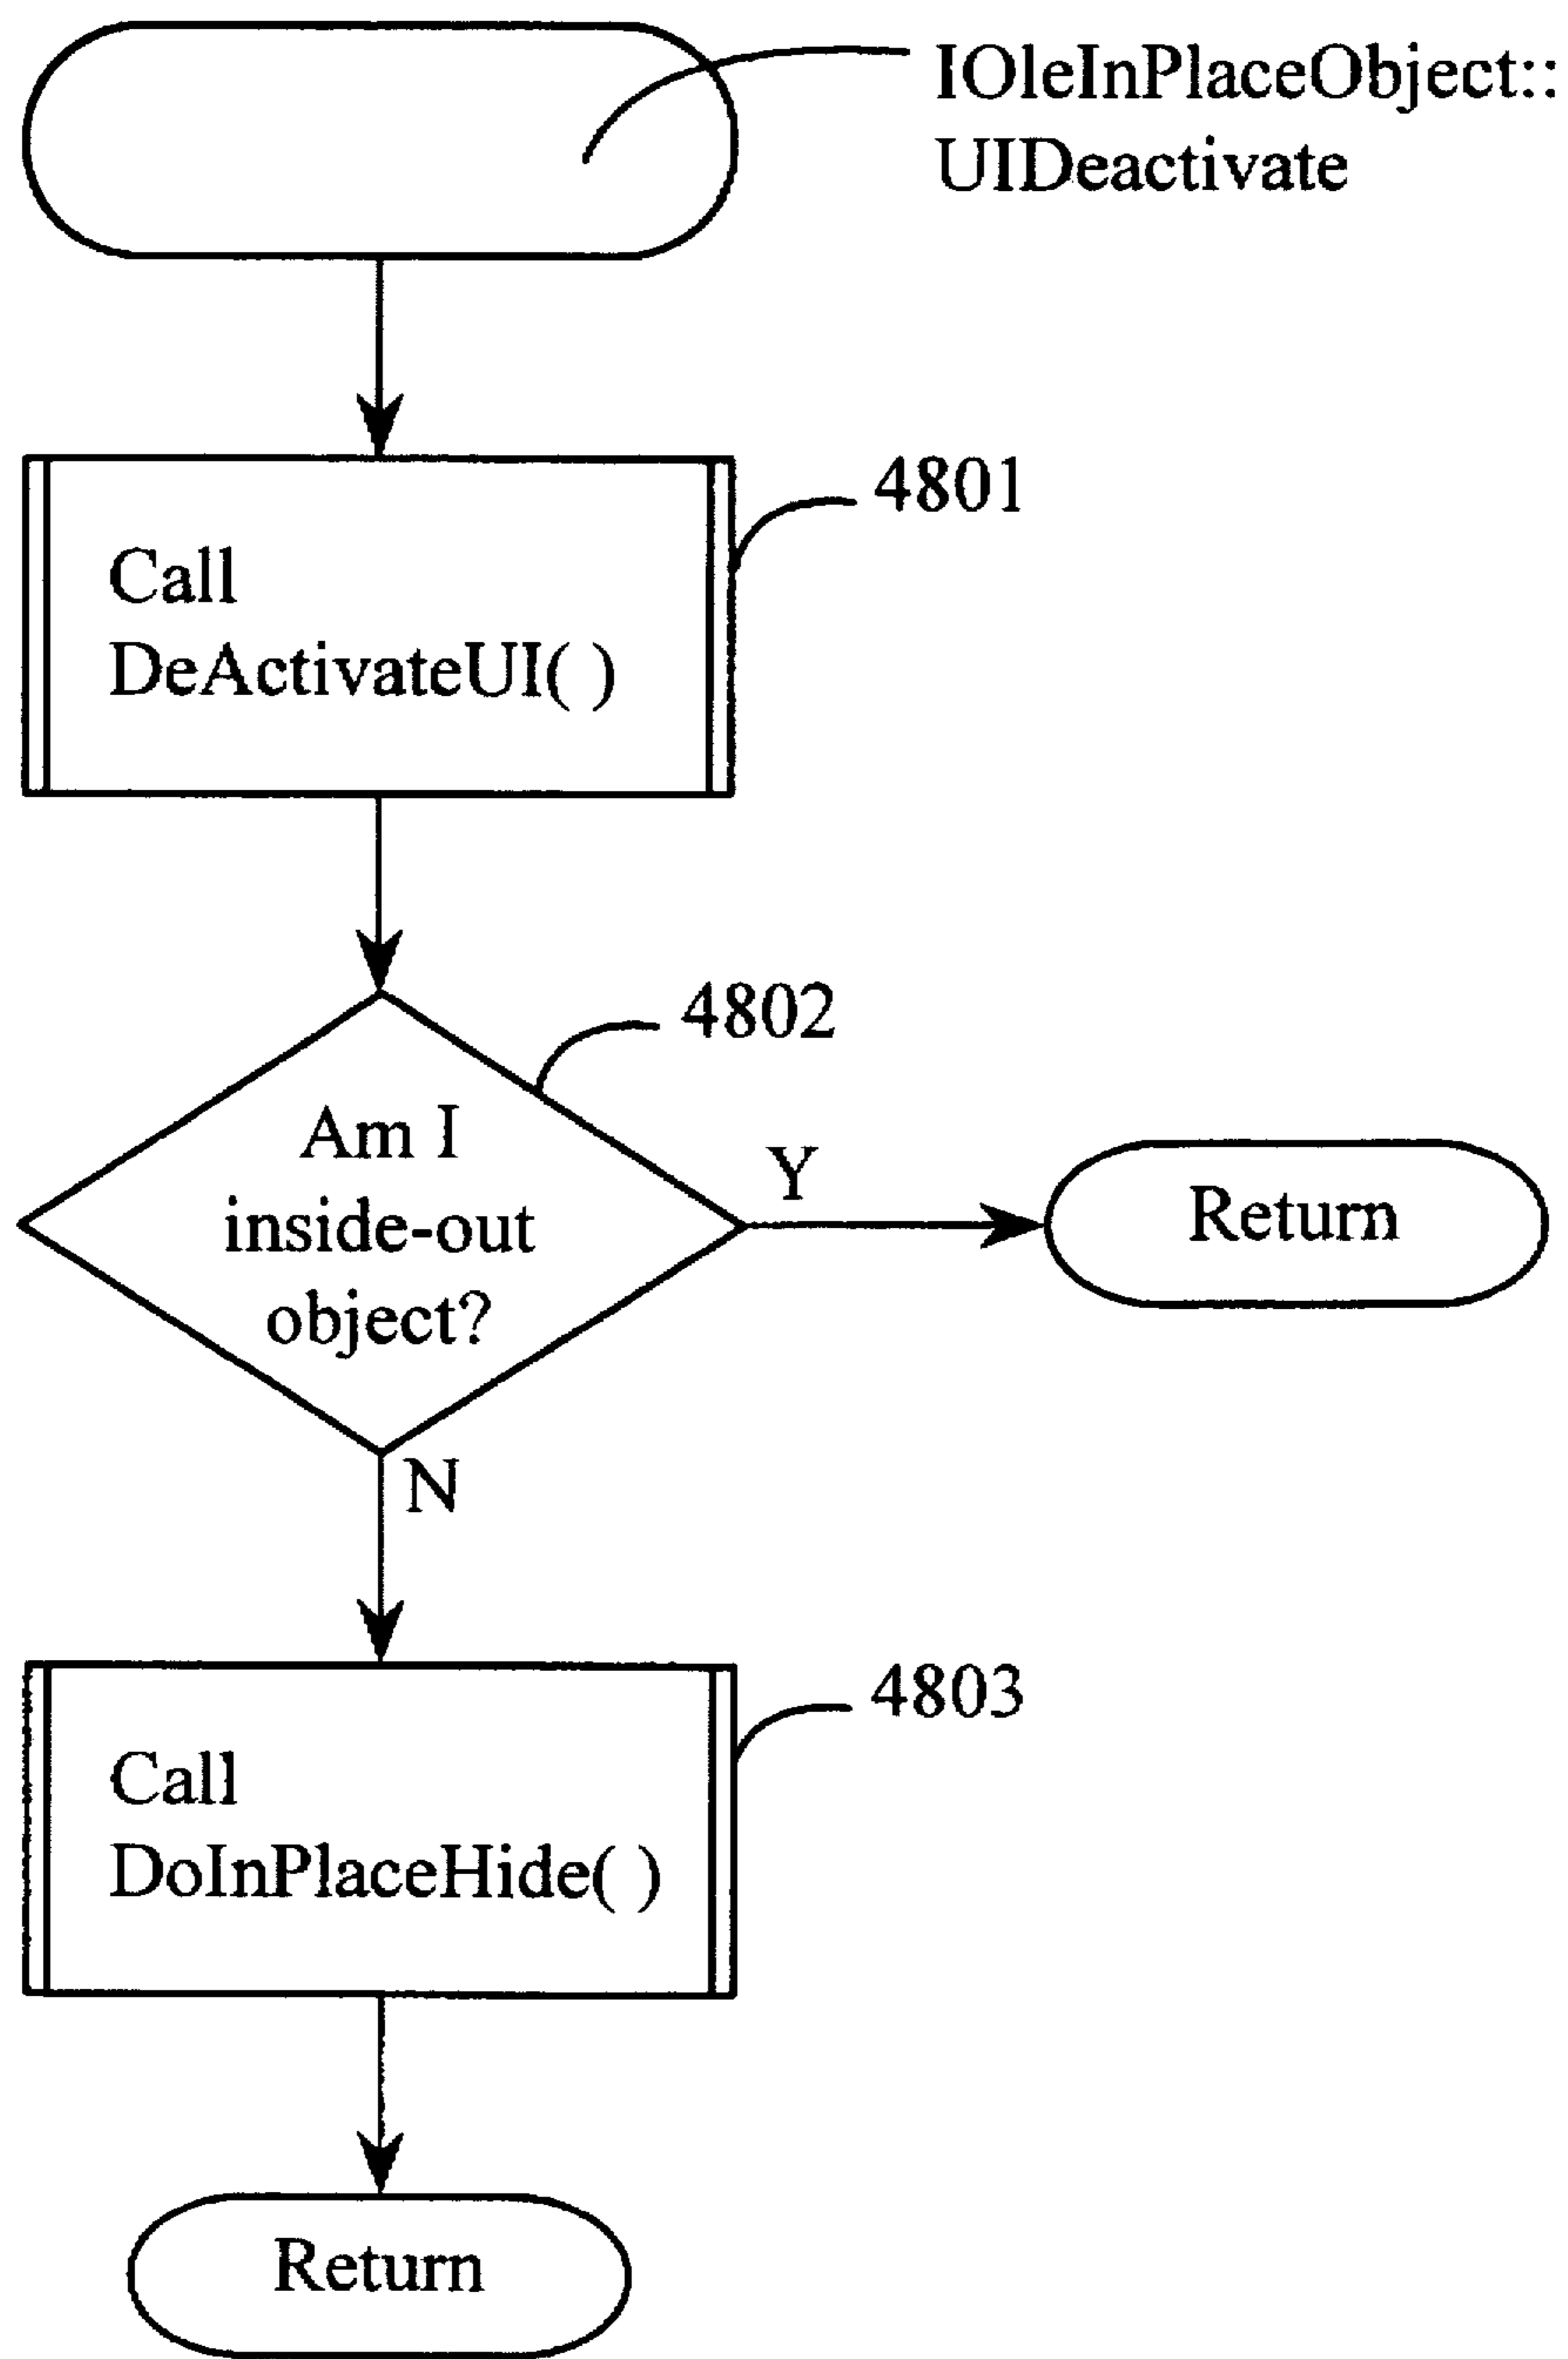 IOleInPlaceObject::
UIDeactivate
4801
Call
DeActivateUI( )
4802
Am I
inside-out
object?
Y
Return
N
4803
Call
DoInPlaceHide( )
Return